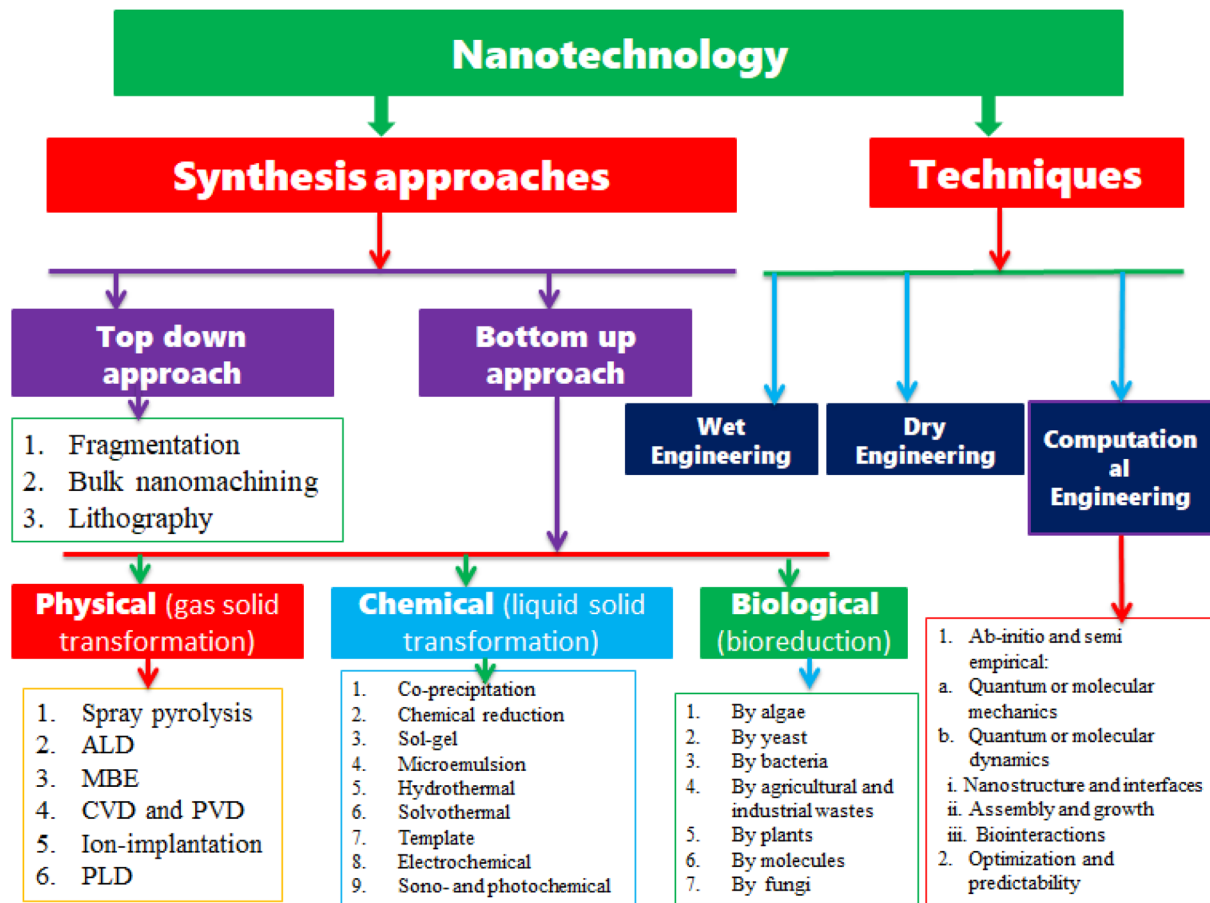 Nanotechnology
Synthesis approaches
Techniques
Top down
approach
Bottom up
approach
1. Fragmentation
2. Bulk nanomachining
3. Lithography
Wet
Engineering
Dry
Engineering
Computation
al
Engineering
Physical (gas solid
transformation)
Chemical (liquid solid
transformation)
Biological
(bioreduction)
1. Spray pyrolysis
2. ALD
3. MBE
4. CVD and PVD
5. Ion-implantation
6. PLD
1. Co-precipitation
2. Chemical reduction
3. Sol-gel
4. Microemulsion
5. Hydrothermal
6. Solvothermal
7. Template
8. Electrochemical
9. Sono- and photochemical
1. By algae
2. By yeast
3. By bacteria
4. By agricultural and
industrial wastes
5. By plants
6. By molecules
7. By fungi
1. Ab-initio and semi
empirical:
a. Quantum or molecular
mechanics
b. Quantum or molecular
dynamics
i. Nanostructure and interfaces
ii. Assembly and growth
iii. Biointeractions
2. Optimization and
predictability